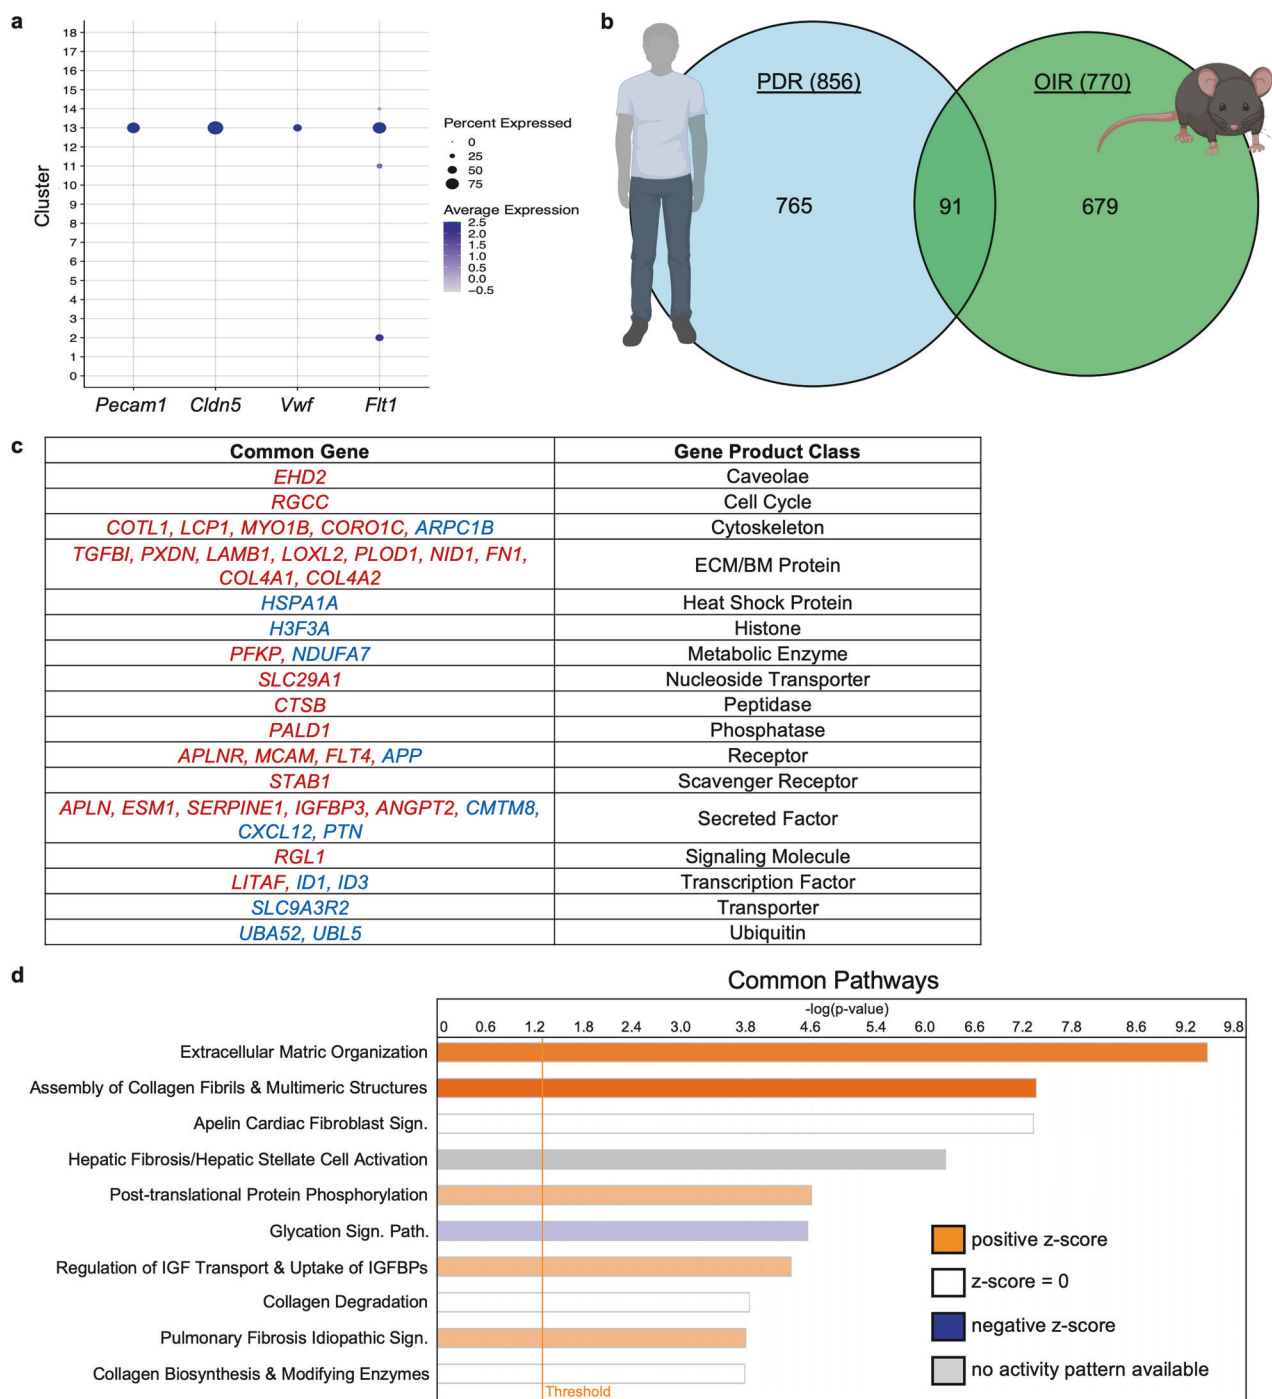 a
18
17
16
15
14
13
12
11
10
9
8
7
6
5
4
3
2
1
0
Cluster
Pecam1 Cldn5 Vwf Flt1
Percent Expressed
0
25
50
75
Average Expression
2.5
2.0
1.5
1.0
0.5
0.0
−0.5
b
PDR (856) OIR (770)
765 91 679
c
Common Gene Gene Product Class
EHD2 Caveolae
RGCC Cell Cycle
COTL1, LCP1, MYO1B, CORO1C, ARPC1B Cytoskeleton
TGFBI, PXDN, LAMB1, LOXL2, PLOD1, NID1, FN1,
COL4A1, COL4A2 ECM/BM Protein
HSPA1A Heat Shock Protein
H3F3A Histone
PFKP, NDUFA7 Metabolic Enzyme
SLC29A1 Nucleoside Transporter
CTSB Peptidase
PALD1 Phosphatase
APLNR, MCAM, FLT4, APP Receptor
STAB1 Scavenger Receptor
APLN, ESM1, SERPINE1, IGFBP3, ANGPT2, CMTM8,
CXCL12, PTN Secreted Factor
RGL1 Signaling Molecule
LITAF, ID1, ID3 Transcription Factor
SLC9A3R2 Transporter
UBA52, UBL5 Ubiquitin
d
Common Pathways
-log(p-value)
0 0.6 1.2 1.8 2.4 3.0 3.8 4.6 5.4 6.0 6.6 7.2 7.8 8.6 9.2 9.8
Extracellular Matric Organization
Assembly of Collagen Fibrils & Multimeric Structures
Apelin Cardiac Fibroblast Sign.
Hepatic Fibrosis/Hepatic Stellate Cell Activation
Post-translational Protein Phosphorylation
Glycation Sign. Path.
Regulation of IGF Transport & Uptake of IGFBPs
Collagen Degradation
Pulmonary Fibrosis Idiopathic Sign.
Collagen Biosynthesis & Modifying Enzymes
Threshold
positive z-score
z-score = 0
negative z-score
no activity pattern available